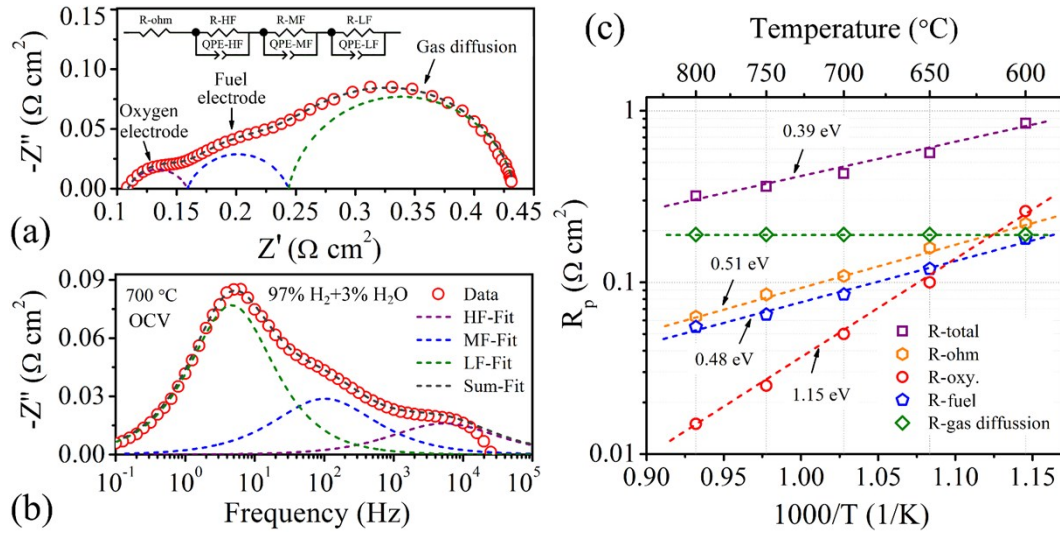 (a)
R-ohm R-HF R-MF R-LF
QPE-HF QPE-MF QPE-LF
Gas diffusion
Fuel
electrode
Oxygen
electrode
-Z'' (Ω cm²)
0.15
0.10
0.05
0.00
0.1 0.15 0.2 0.25 0.3 0.35 0.4 0.45
Z' (Ω cm²)
(b)
700 °C
OCV
97% H₂+3% H₂O
Data
HF-Fit
MF-Fit
LF-Fit
Sum-Fit
-Z'' (Ω cm²)
0.09
0.06
0.03
0.00
10⁻¹ 10⁰ 10¹ 10² 10³ 10⁴ 10⁵
Frequency (Hz)
(c)
Temperature (°C)
800 750 700 650 600
Rₚ (Ω cm²)
1
0.1
0.01
0.39 eV
0.51 eV
0.48 eV
1.15 eV
R-total
R-ohm
R-oxy.
R-fuel
R-gas diffussion
0.90 0.95 1.00 1.05 1.10 1.15
1000/T (1/K)